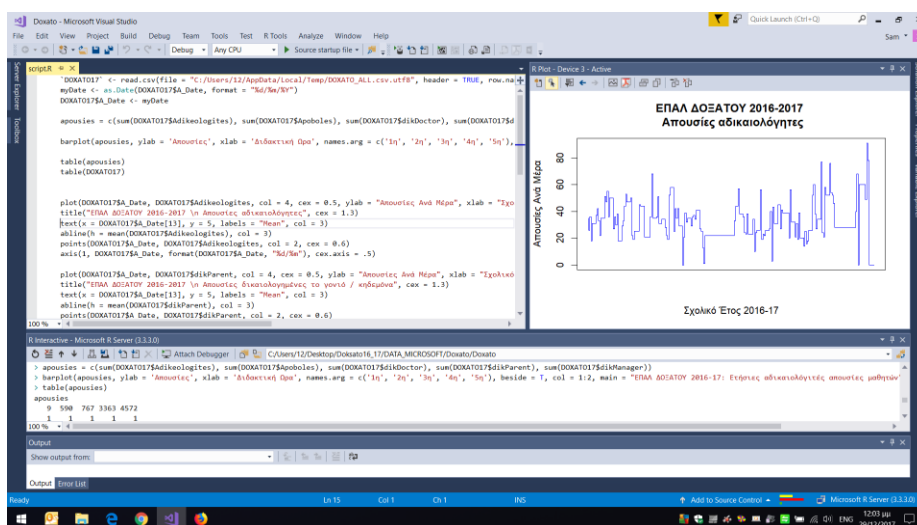 Doxato - Microsoft Visual Studio
Quick Launch (Ctrl+Q)
File Edit View Project Build Debug Team Tools Test R Tools Analyze Window Help
Sam
Debug Any CPU Source startup file
Server Explorer
Toolbox
script.R
`DOXATO17` <- read.csv(file = "C:/Users/12/AppData/Local/Temp/DOXATO_ALL.csv.utf8", header = TRUE, row.na
myDate <- as.Date(DOXATO17$A_Date, format = "%d/%m/%Y")
DOXATO17$A_Date <- myDate
apousies = c(sum(DOXATO17$Adikeologites), sum(DOXATO17$Apoboles), sum(DOXATO17$dikDoctor), sum(DOXATO17$d
barplot(apousies, ylab = 'Απουσίες', xlab = 'Διδακτική Ωρα', names.arg = c('1η', '2η', '3η', '4η', '5η'),
table(apousies)
table(DOXATO17)
plot(DOXATO17$A_Date, DOXATO17$Adikeologites, col = 4, cex = 0.5, ylab = "Απουσίες Ανά Μέρα", xlab = "Σχο
title("ΕΠΑΛ ΔΟΞΑΤΟΥ 2016-2017 \n Απουσίες αδικαιολόγητες", cex = 1.3)
text(x = DOXATO17$A_Date[13], y = 5, labels = "Mean", col = 3)
abline(h = mean(DOXATO17$Adikeologites), col = 3)
points(DOXATO17$A_Date, DOXATO17$Adikeologites, col = 2, cex = 0.6)
axis(1, DOXATO17$A_Date, format(DOXATO17$A_Date, "%d/%m"), cex.axis = .5)
plot(DOXATO17$A_Date, DOXATO17$dikParent, col = 4, cex = 0.5, ylab = "Απουσίες Ανά Μέρα", xlab = "Σχολικό
title("ΕΠΑΛ ΔΟΞΑΤΟΥ 2016-2017 \n Απουσίες δικαιολογημένες το γονιό / κηδεμόνα", cex = 1.3)
text(x = DOXATO17$A_Date[13], y = 5, labels = "Mean", col = 3)
abline(h = mean(DOXATO17$dikParent), col = 3)
points(DOXATO17$A_Date, DOXATO17$dikParent, col = 2, cex = 0.6)
100 %
R Plot - Device 3 - Active
ΕΠΑΛ ΔΟΞΑΤΟΥ 2016-2017
Απουσίες αδικαιολόγητες
Απουσίες Ανά Μέρα
80
60
40
20
0
Σχολικό Έτος 2016-17
R Interactive - Microsoft R Server (3.3.3.0)
Attach Debugger C:/Users/12/Desktop/Doksato16_17/DATA_MICROSOFT/Doxato/Doxato
> apousies = c(sum(DOXATO17$Adikeologites), sum(DOXATO17$Apoboles), sum(DOXATO17$dikDoctor), sum(DOXATO17$dikParent), sum(DOXATO17$dikManager))
> barplot(apousies, ylab = 'Απουσίες', xlab = 'Διδακτική Ωρα', names.arg = c('1η', '2η', '3η', '4η', '5η'), beside = T, col = 1:2, main = "ΕΠΑΛ ΔΟΞΑΤΟΥ 2016-17: Ετήσιες αδικαιολόγιτές απουσίες μαθητών
> table(apousies)
apousies
9 590 767 3363 4572
1 1 1 1 1
100 %
Output
Show output from:
Output Error List
Ready Ln 15 Col 1 Ch 1 INS Add to Source Control Microsoft R Server (3.3.3.0)
ENG 12:03 μμ
29/12/2017